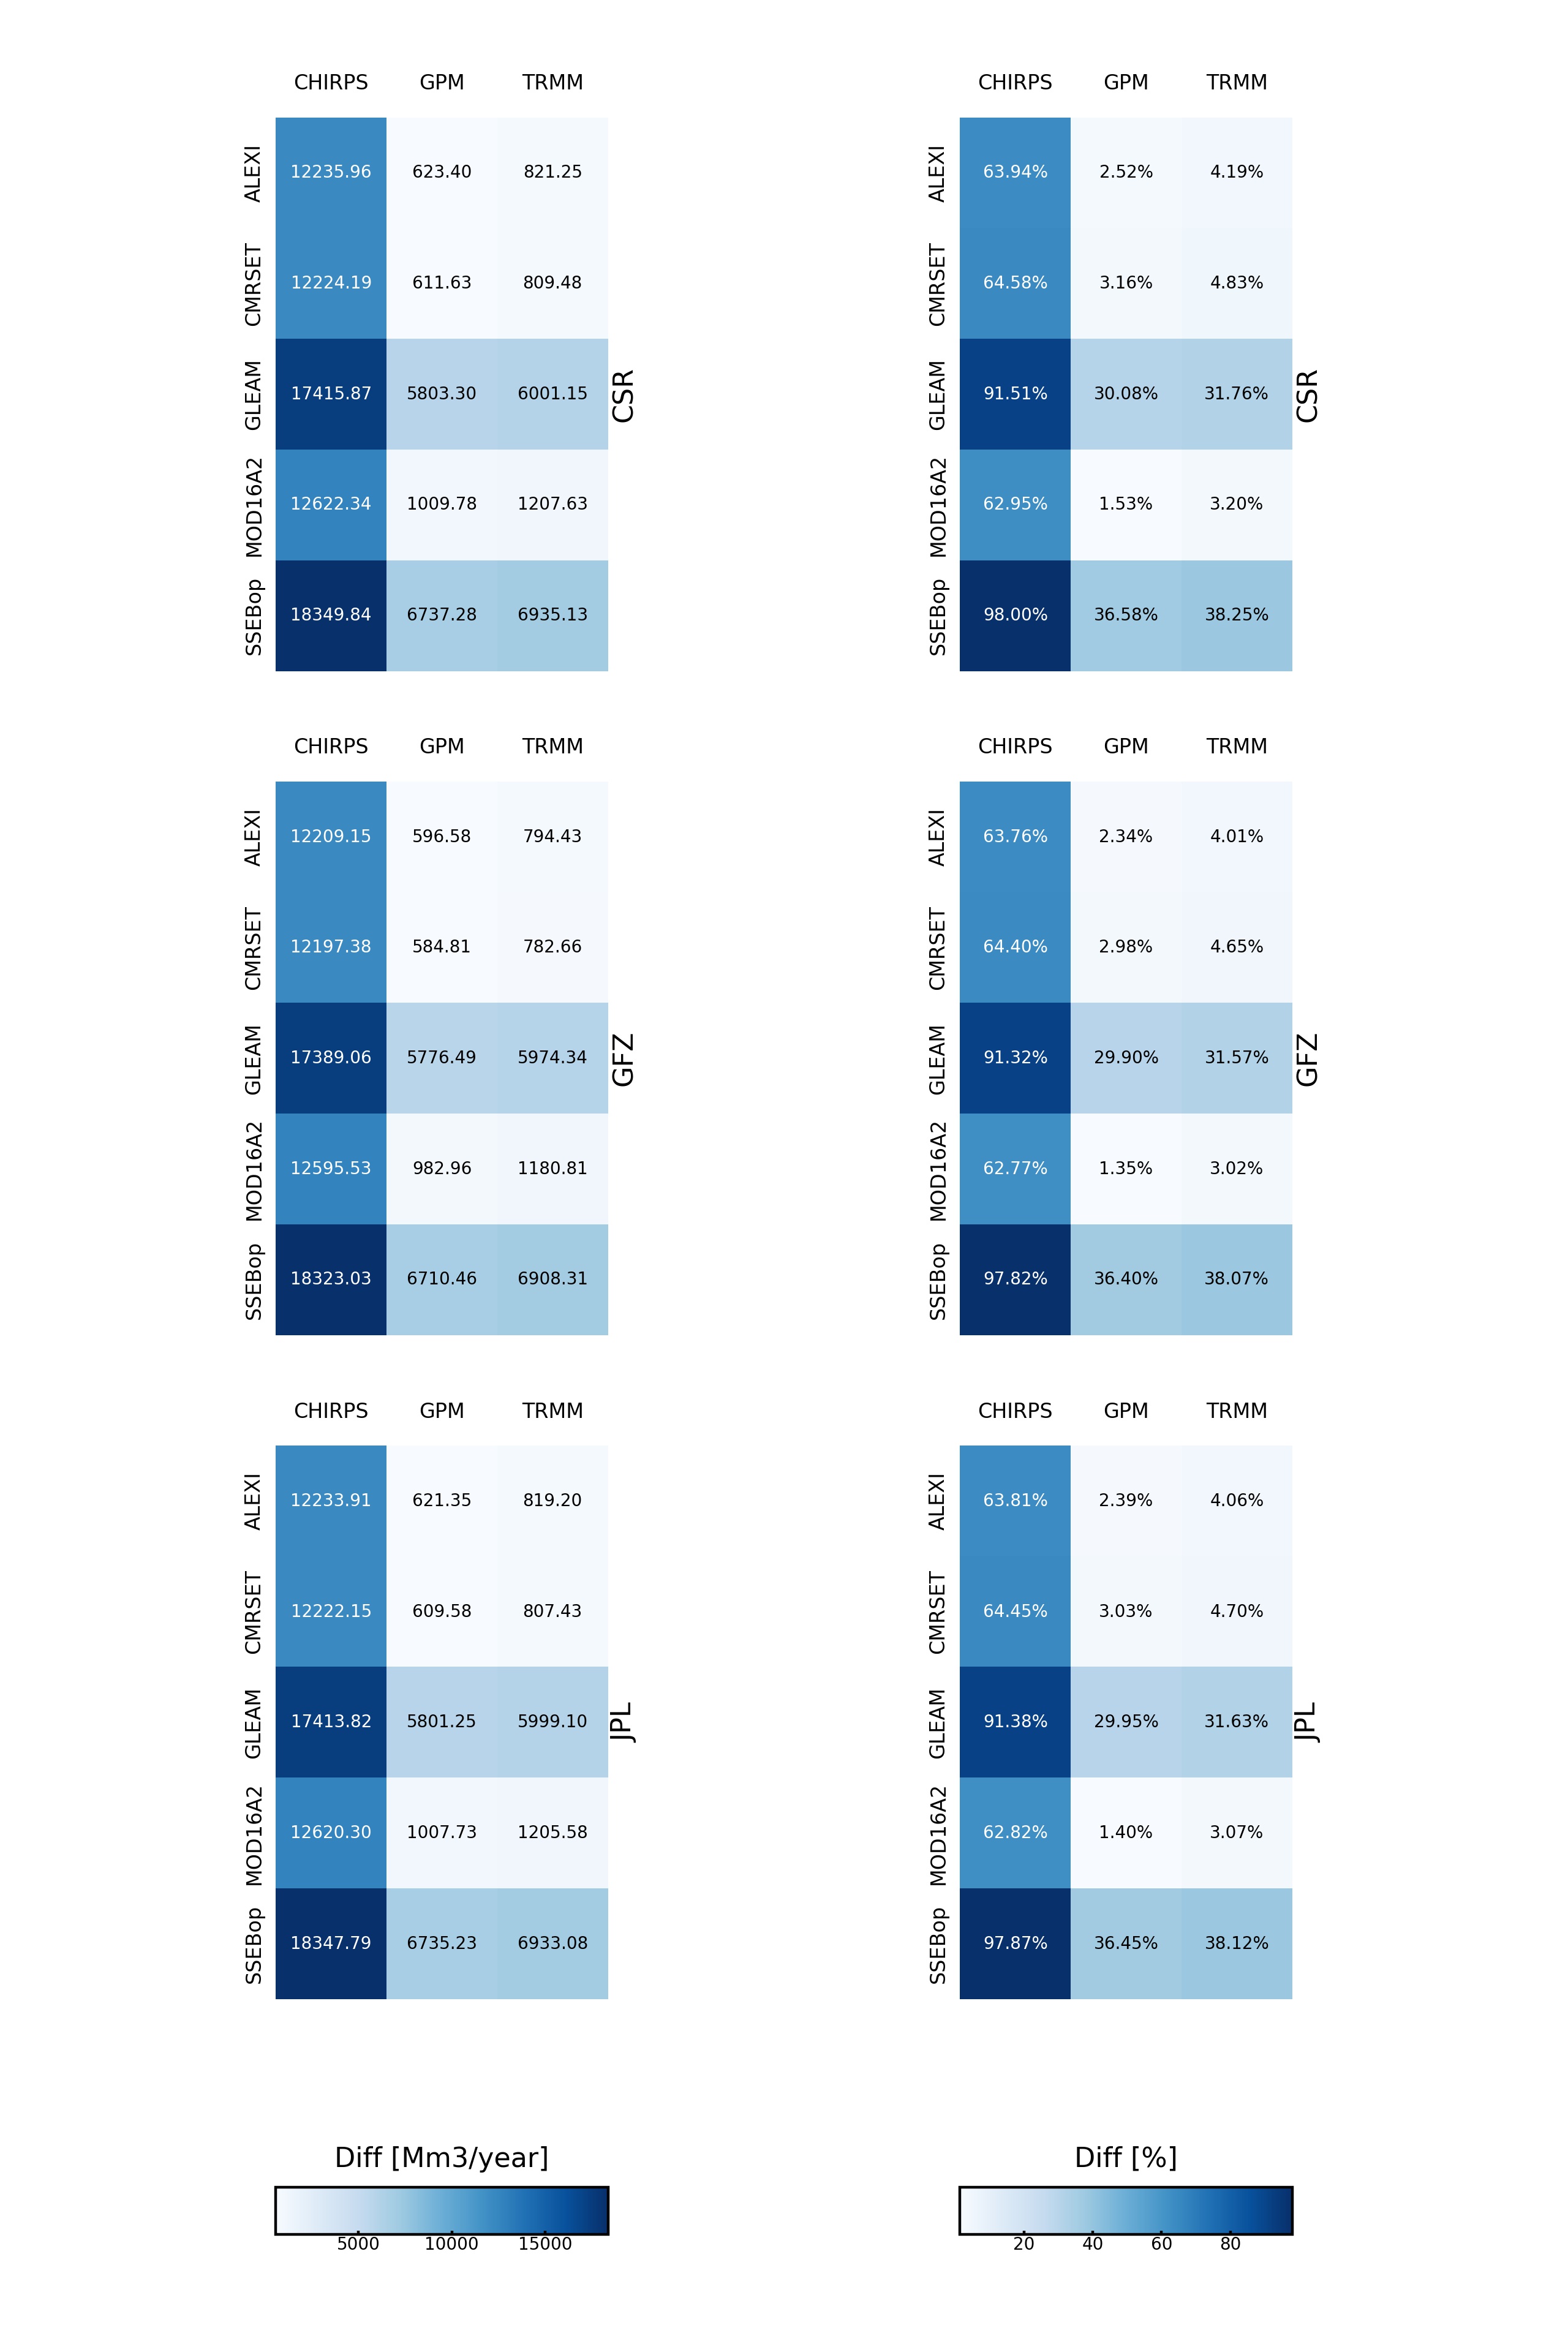 CHIRPS GPM TRMM CHIRPS GPM TRMM
ALEXI 12235.96 623.40 821.25 ALEXI 63.94% 2.52% 4.19%
CMRSET 12224.19 611.63 809.48 CMRSET 64.58% 3.16% 4.83%
GLEAM 17415.87 5803.30 6001.15 CSR GLEAM 91.51% 30.08% 31.76% CSR
MOD16A2 12622.34 1009.78 1207.63 MOD16A2 62.95% 1.53% 3.20%
SSEBop 18349.84 6737.28 6935.13 SSEBop 98.00% 36.58% 38.25%
CHIRPS GPM TRMM CHIRPS GPM TRMM
ALEXI 12209.15 596.58 794.43 ALEXI 63.76% 2.34% 4.01%
CMRSET 12197.38 584.81 782.66 CMRSET 64.40% 2.98% 4.65%
GLEAM 17389.06 5776.49 5974.34 GFZ GLEAM 91.32% 29.90% 31.57% GFZ
MOD16A2 12595.53 982.96 1180.81 MOD16A2 62.77% 1.35% 3.02%
SSEBop 18323.03 6710.46 6908.31 SSEBop 97.82% 36.40% 38.07%
CHIRPS GPM TRMM CHIRPS GPM TRMM
ALEXI 12233.91 621.35 819.20 ALEXI 63.81% 2.39% 4.06%
CMRSET 12222.15 609.58 807.43 CMRSET 64.45% 3.03% 4.70%
GLEAM 17413.82 5801.25 5999.10 JPL GLEAM 91.38% 29.95% 31.63% JPL
MOD16A2 12620.30 1007.73 1205.58 MOD16A2 62.82% 1.40% 3.07%
SSEBop 18347.79 6735.23 6933.08 SSEBop 97.87% 36.45% 38.12%
Diff [Mm3/year] Diff [%]
5000 10000 15000 20 40 60 80